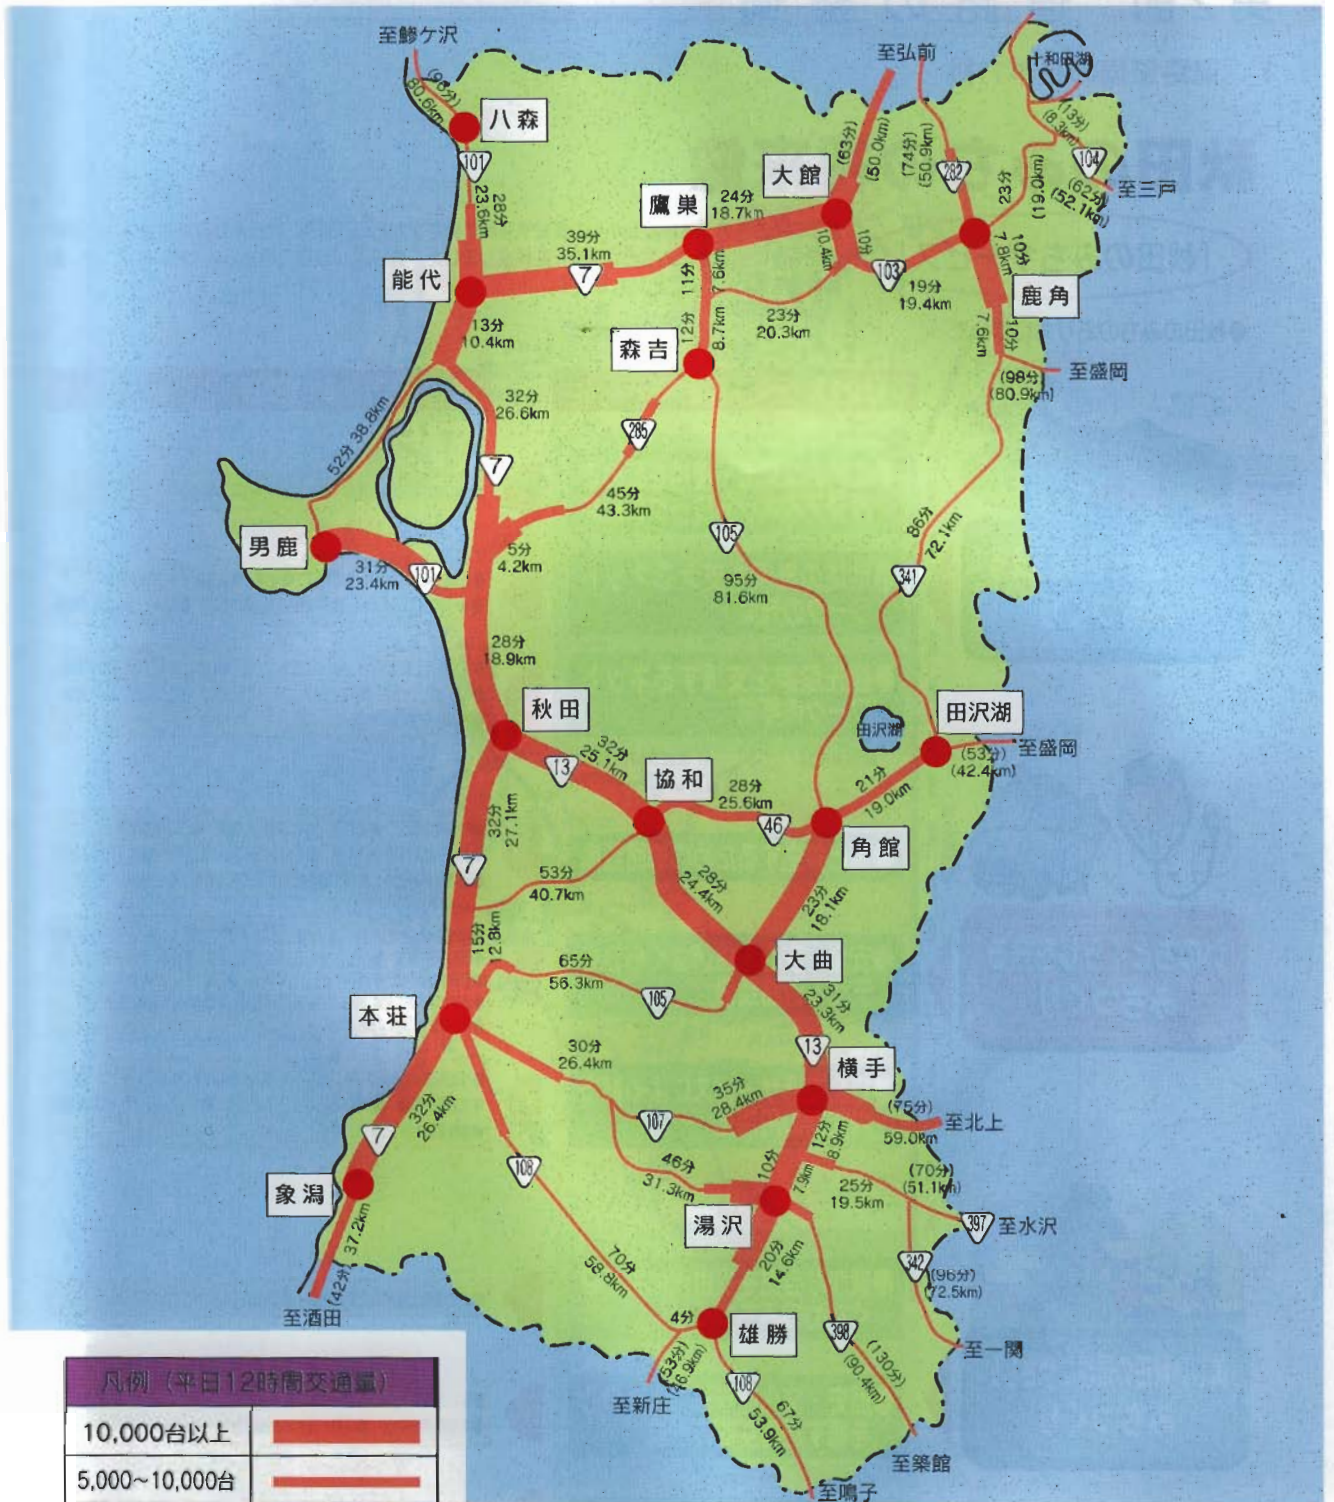 至鰺ケ沢
(96分)
80.6km
八森
101
28分
23.6km
至弘前
(63分)
(50.0km)
(74分)
(50.9km)
282
十和田湖
(13分)
(8.3km)
104
至三戸
(62分)
(52.1km)
23分
(19.0km)
大館
24分
18.7km
鷹巣
39分
35.1km
7
能代
13分
10.4km
11分
7.6km
10分
10.4km
103
19分
19.4km
10分
7.8km
鹿角
10分
7.6km
至盛岡
(98分)
(80.9km)
23分
20.3km
12分
8.7km
森吉
32分
26.6km
52分 38.8km
7
285
45分
43.3km
5分
4.2km
105
95分
81.6km
86分
72.1km
341
男鹿
31分
23.4km
101
28分
18.9km
秋田
32分
25.1km
13
協和
28分
25.6km
46
田沢湖
田沢湖
至盛岡
(53分)
(42.4km)
21分
19.0km
角館
32分
27.1km
7
53分
40.7km
28分
24.4km
23分
18.1km
15分
12.8km
大曲
65分
56.3km
105
31分
23.3km
13
本荘
30分
26.4km
横手
35分
28.4km
107
(75分)
59.0km
至北上
32分
26.4km
7
12分
8.9km
46分
31.3km
10分
7.9km
(70分)
(51.1km)
25分
19.5km
397
至水沢
象潟
108
湯沢
(42分)
37.2km
至酒田
70分
58.8km
20分
14.6km
342
(96分)
(72.5km)
至一関
4分
雄勝
398
(130分)
(90.4km)
(53分)
(46.9km)
至新庄
108
67分
53.9km
至築館
至鳴子
凡例（平日12時間交通量）
10,000台以上
5,000~10,000台